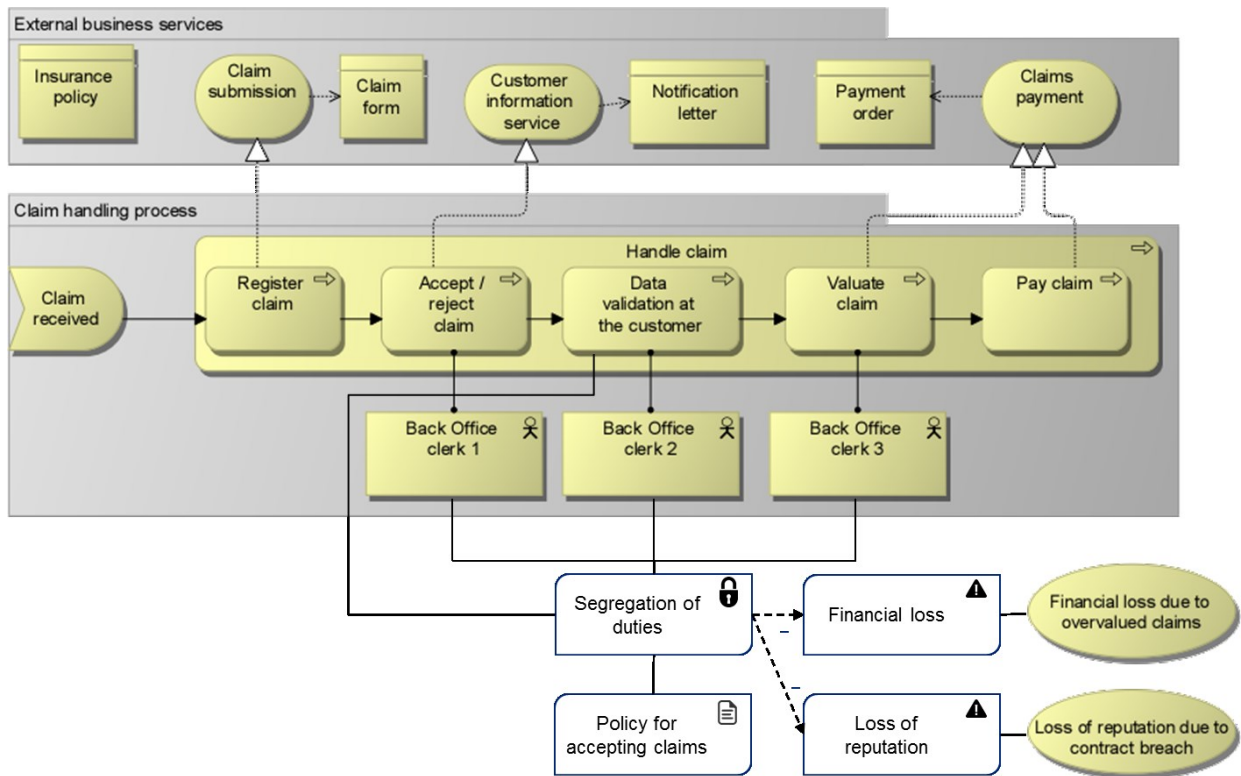 External business services
Insurance
policy
Claim
submission
Claim
form
Customer
information
service
Notification
letter
Payment
order
Claims
payment
Claim handling process
Handle claim
Claim
received
Register
claim
Accept /
reject
claim
Data
validation at
the customer
Valuate
claim
Pay claim
Back Office
clerk 1
Back Office
clerk 2
Back Office
clerk 3
Segregation of
duties
Financial loss
Financial loss due to
overvalued claims
–
–
Policy for
accepting claims
Loss of
reputation
Loss of reputation due to
contract breach